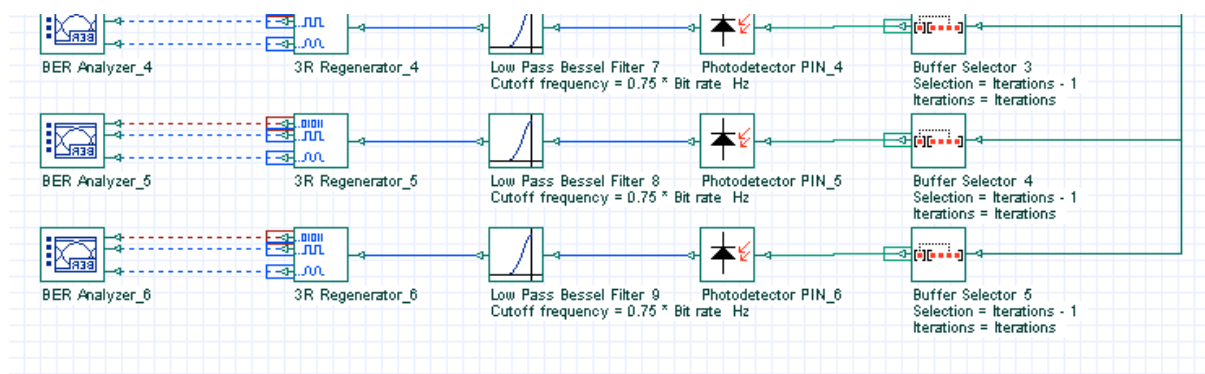 BER Analyzer_4 3R Regenerator_4 Low Pass Bessel Filter 7 Photodetector PIN_4 Buffer Selector 3
Cutoff frequency = 0.75 * Bit rate Hz Selection = Iterations - 1
Iterations = Iterations
BER Analyzer_5 3R Regenerator_5 Low Pass Bessel Filter 8 Photodetector PIN_5 Buffer Selector 4
Cutoff frequency = 0.75 * Bit rate Hz Selection = Iterations - 1
Iterations = Iterations
BER Analyzer_6 3R Regenerator_6 Low Pass Bessel Filter 9 Photodetector PIN_6 Buffer Selector 5
Cutoff frequency = 0.75 * Bit rate Hz Selection = Iterations - 1
Iterations = Iterations